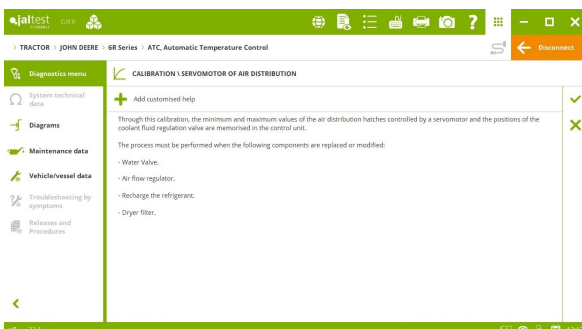 jaltest GRP
> TRACTOR > JOHN DEERE > 6R Series > ATC, Automatic Temperature Control
Disconnect
Diagnostics menu
CALIBRATION \ SERVOMOTOR OF AIR DISTRIBUTION
System technical
data
Diagrams
Maintenance data
Vehicle/vessel data
Troubleshooting by
symptoms
Releases and
Procedures
Add customised help
Through this calibration, the minimum and maximum values of the air distribution hatches controlled by a servomotor and the positions of the
coolant fluid regulation valve are memorised in the control unit.
The process must be performed when the following components are replaced or modified:
- Water Valve.
- Air flow regulator.
- Recharge the refrigerant.
- Dryer filter.